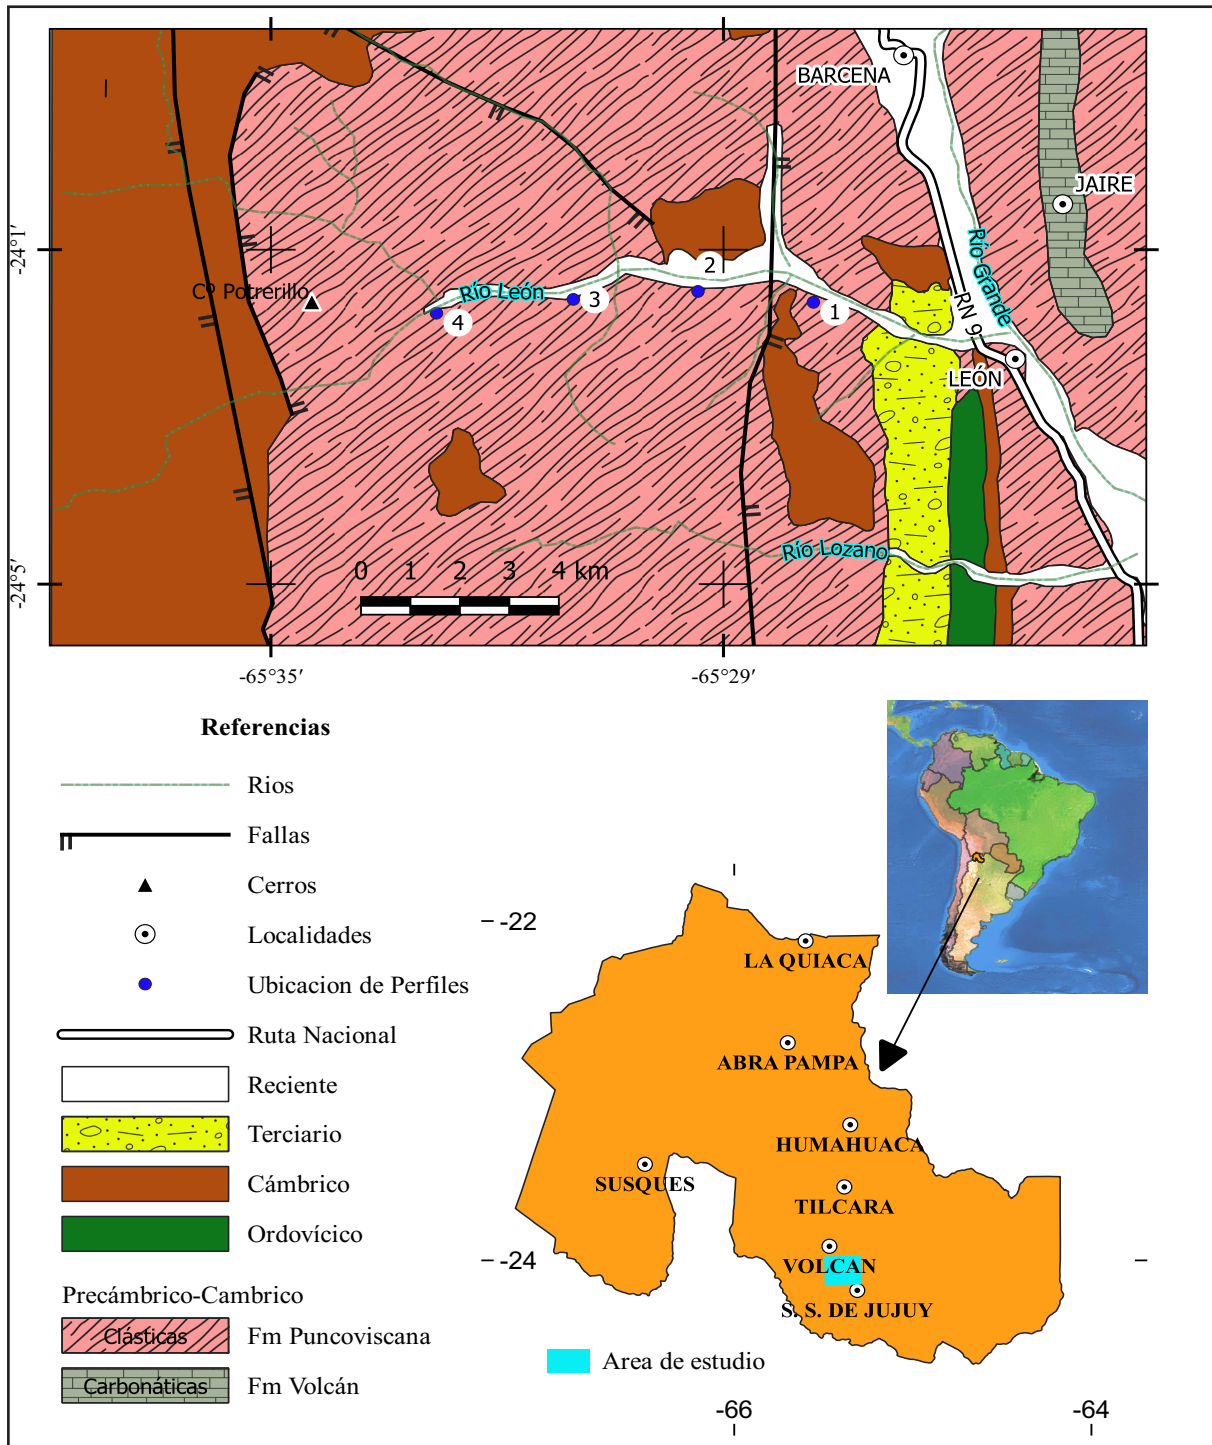 BARCENA
JAIRE
-24°1'
2
Río Grande
Cº Potrerillo
Río León
3
RN 9
4
1
LEÓN
Río Lozano
-24°5'
0 1 2 3 4 km
-65°35'
-65°29'
Referencias
Rios
Fallas
Cerros
Localidades
Ubicacion de Perfiles
Ruta Nacional
Reciente
Terciario
Cámbrico
Ordovícico
Precámbrico-Cambrico
Clásticas
Fm Puncoviscana
Carbonáticas
Fm Volcán
-22
LA QUIACA
ABRA PAMPA
HUMAHUACA
SUSQUES
TILCARA
-24
VOLCAN
S. S. DE JUJUY
Area de estudio
-66
-64